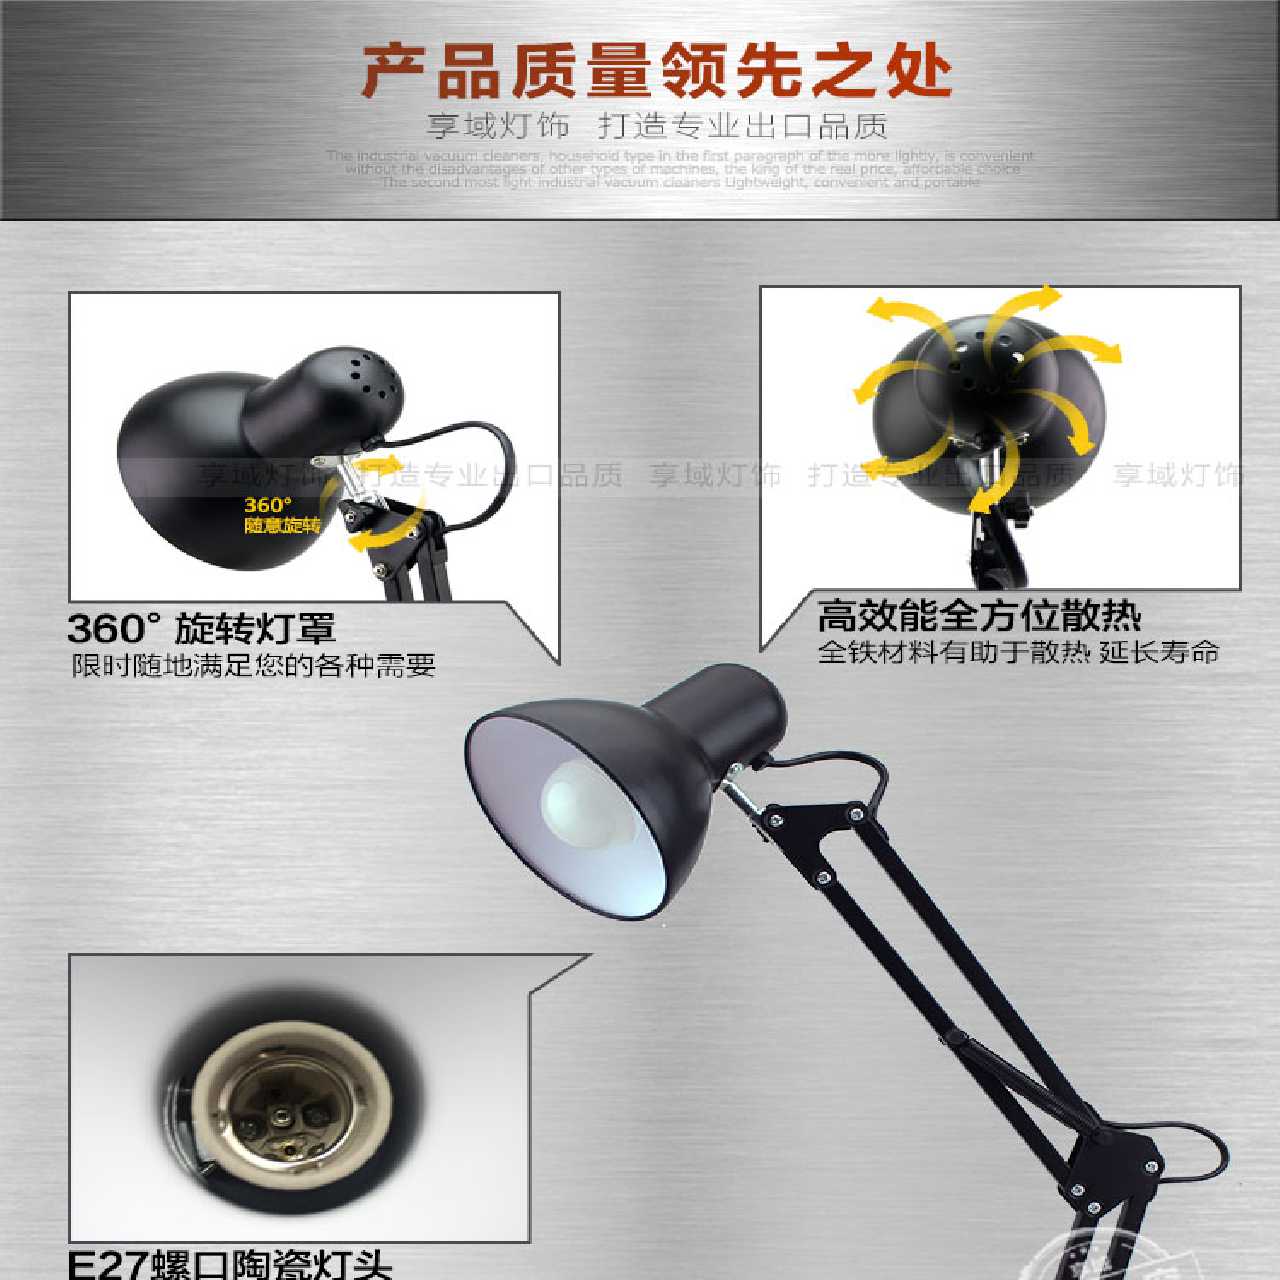 产品质量领先之处
享域灯饰 打造专业出口品质
The industrial vacuum cleaners, household type in the first paragraph of the more lightly, is convenient
without the disadvantages of other types of machines, the king of the real price, affordable choice
The second most light industrial vacuum cleaners Lightweight, convenient and portable
享域灯饰 打造专业出口品质 享域灯饰 打造专业出口品质 享域灯饰
360°
随意旋转
360° 旋转灯罩
限时随地满足您的各种需要
高效能全方位散热
全铁材料有助于散热 延长寿命
E27螺口陶瓷灯头